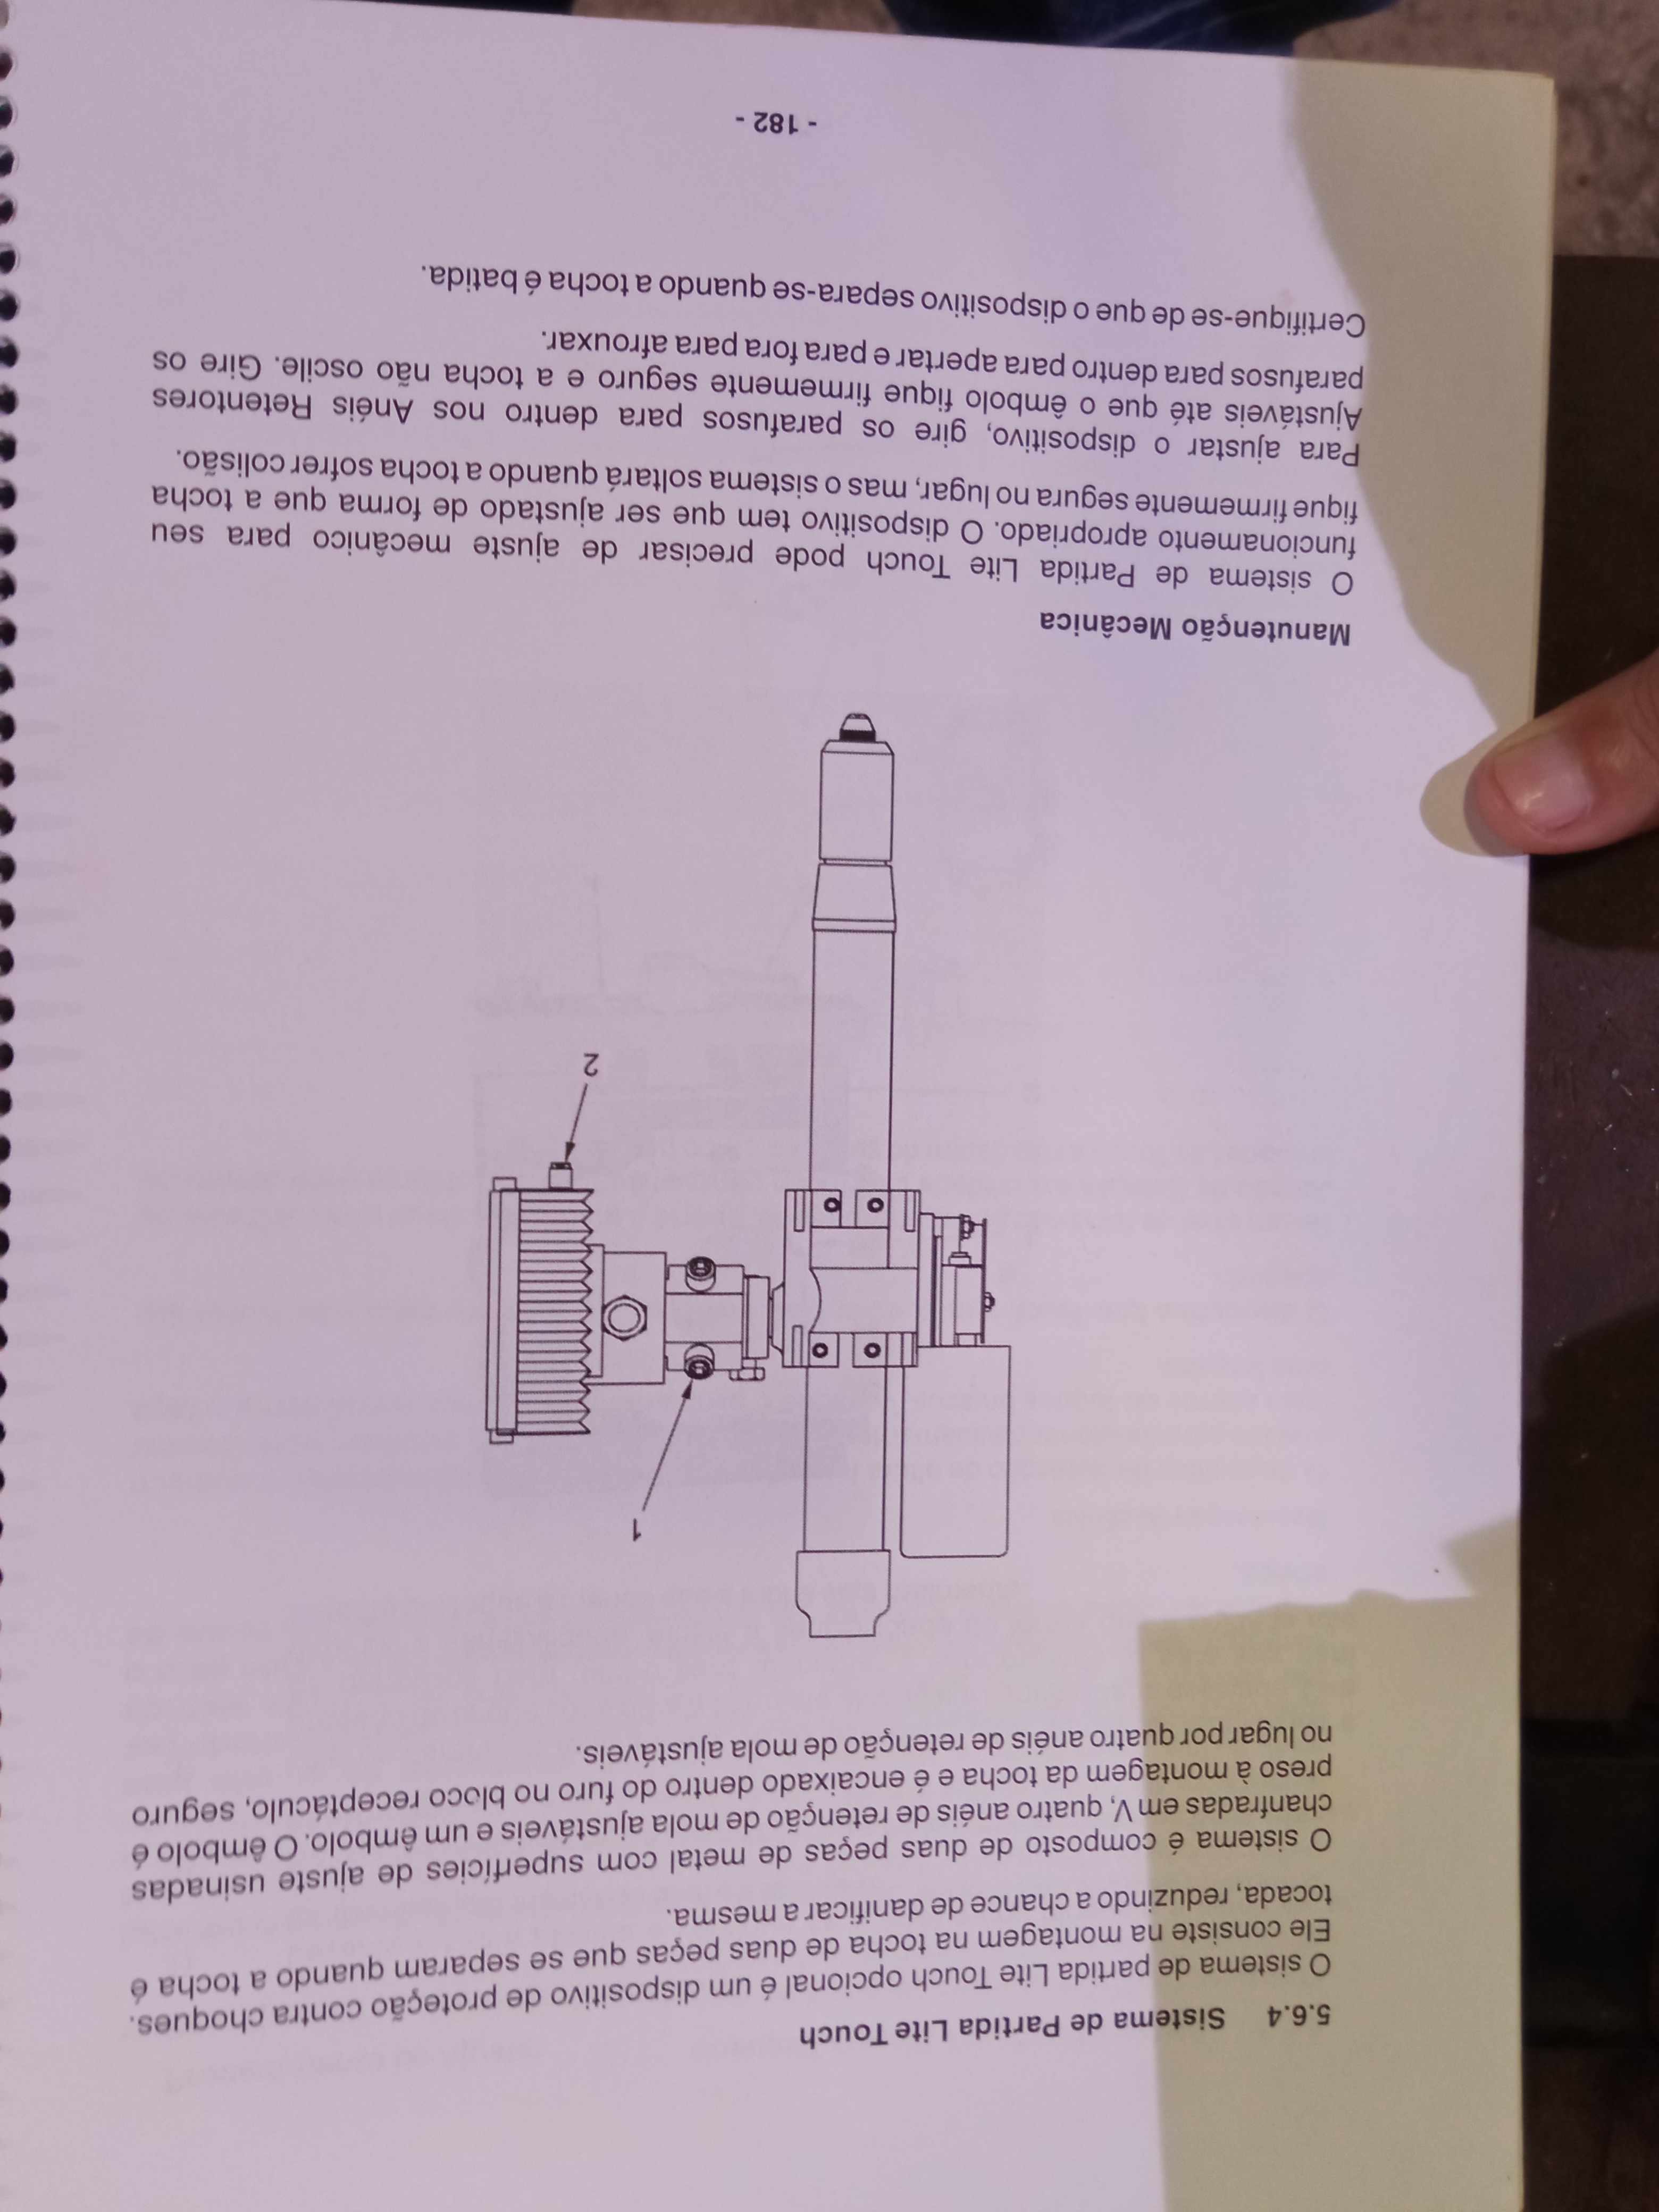 5.6.4 Sistema de Partida Lite Touch
O sistema de partida Lite Touch opcional é um dispositivo de proteção contra choques.
Ele consiste na montagem na tocha de duas peças que se separam quando a tocha é
tocada, reduzindo a chance de danificar a mesma.
O sistema é composto de duas peças de metal com superfícies de ajuste usinadas
chanfradas em V, quatro anéis de retenção de mola ajustáveis e um êmbolo. O êmbolo é
preso à montagem da tocha e é encaixado dentro do furo no bloco receptáculo, seguro
no lugar por quatro anéis de retenção de mola ajustáveis.
1
2
Manutenção Mecânica
O sistema de Partida Lite Touch pode precisar de ajuste mecânico para seu
funcionamento apropriado. O dispositivo tem que ser ajustado de forma que a tocha
fique firmemente segura no lugar, mas o sistema soltará quando a tocha sofrer colisão.
Para ajustar o dispositivo, gire os parafusos para dentro nos Anéis Retentores
Ajustáveis até que o êmbolo fique firmemente seguro e a tocha não oscile. Gire os
parafusos para dentro para apertar e para fora para afrouxar.
Certifique-se de que o dispositivo separa-se quando a tocha é batida.
- 182 -